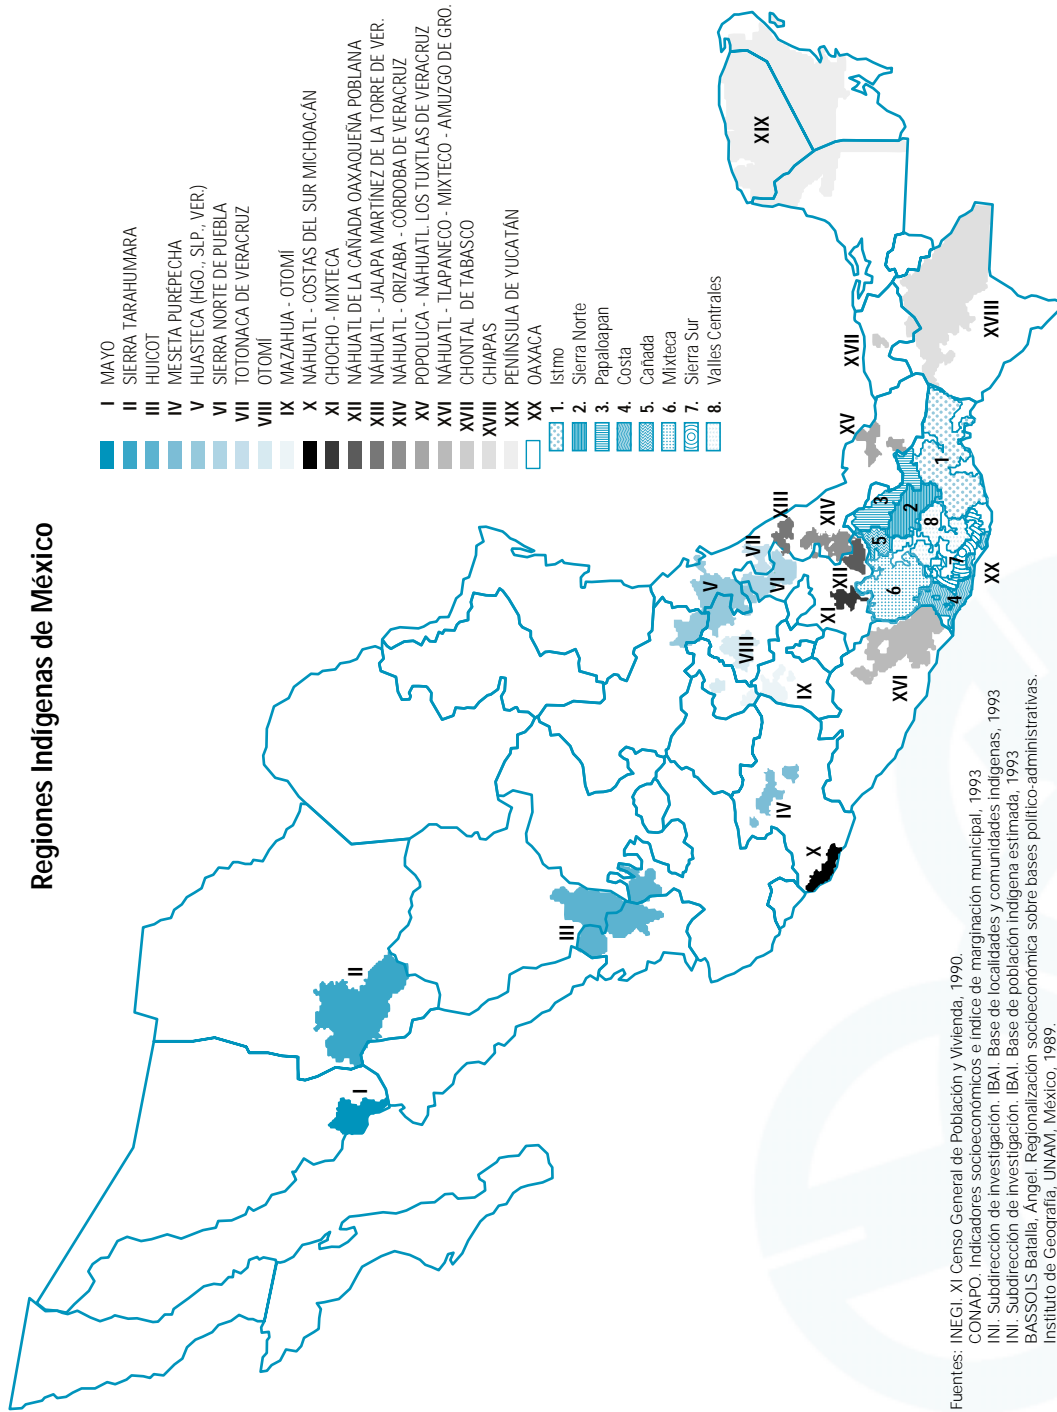 Regiones Indígenas de México
I MAYO
II SIERRA TARAHUMARA
III HUICOT
IV MESETA PURÉPECHA
V HUASTECA (HGO., SLP., VER.)
VI SIERRA NORTE DE PUEBLA
VII TOTONACA DE VERACRUZ
VIII OTOMÍ
IX MAZAHUA - OTOMÍ
X NÁHUATL - COSTAS DEL SUR MICHOACÁN
XI CHOCHO - MIXTECA
XII NÁHUATL DE LA CAÑADA OAXAQUEÑA POBLANA
XIII NÁHUATL - JALAPA MARTÍNEZ DE LA TORRE DE VER.
XIV NÁHUATL - ORIZABA - CÓRDOBA DE VERACRUZ
XV POPOLUCA - NÁHUATL. LOS TUXTLAS DE VERACRUZ
XVI NÁHUATL - TLAPANECO - MIXTECO - AMUZGO DE GRO.
XVII CHONTAL DE TABASCO
XVIII CHIAPAS
XIX PENÍNSULA DE YUCATÁN
XX OAXACA
1. Istmo
2. Sierra Norte
3. Papaloapan
4. Costa
5. Cañada
6. Mixteca
7. Sierra Sur
8. Valles Centrales
I
II
III
IV
V
VI
VII
VIII
IX
X
XI
XII
XIII
XIV
XV
XVI
XVII
XVIII
XIX
XX
1
2
3
4
5
6
7
8
Fuentes: INEGI. XI Censo General de Población y Vivienda, 1990.
CONAPO. Indicadores socioeconómicos e índice de marginación municipal, 1993
INI. Subdirección de investigación. IBAI. Base de localidades y comunidades indígenas, 1993
INI. Subdirección de investigación. IBAI. Base de población indígena estimada, 1993
BASSOLS Batalla, Ángel. Regionalización socioeconómica sobre bases político-administrativas.
Instituto de Geografía, UNAM, México, 1989.